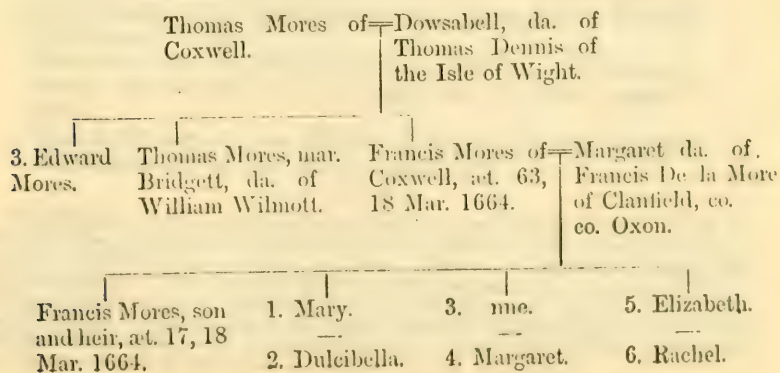 Thomas Mores of
Coxwell.
Dowsabell, da. of
Thomas Dennis of
the Isle of Wight.
3. Edward
Mores.
Thomas Mores, mar.
Bridgett, da. of
William Wilmott.
Francis Mores of
Coxwell, æt. 63,
18 Mar. 1664.
Margaret da. of.
Francis De la More
of Clanfield, co.
co. Oxon.
Francis Mores, son
and heir, æt. 17, 18
Mar. 1664.
1. Mary.
2. Dulcibella.
3. nne.
4. Margaret.
5. Elizabeth.
6. Rachel.